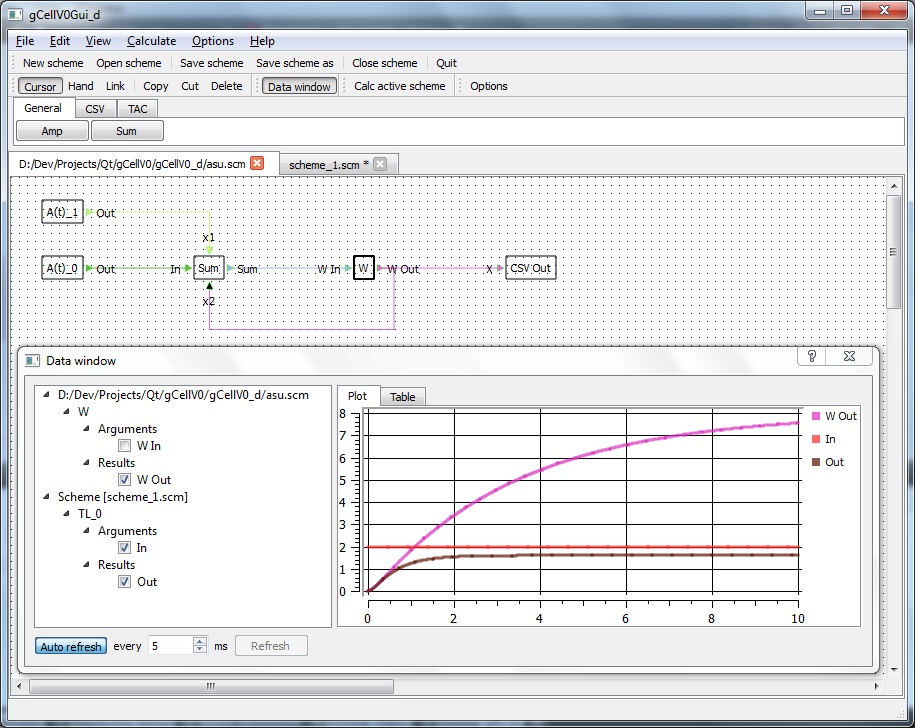 gCellV0Gui_d
File Edit View Calculate Options Help
New scheme Open scheme Save scheme Save scheme as Close scheme Quit
Cursor Hand Link Copy Cut Delete Data window Calc active scheme Options
General CSV TAC
Amp Sum
D:/Dev/Projects/Qt/gCellV0/gCellV0_d/asu.scm scheme_1.scm *
A(t)_1 Out
x1
A(t)_0 Out In Sum Sum W In W W Out X CSV Out
x2
Data window
D:/Dev/Projects/Qt/gCellV0/gCellV0_d/asu.scm
W
Arguments
W In
Results
W Out
Scheme [scheme_1.scm]
TL_0
Arguments
In
Results
Out
Plot Table
8
7
6
5
4
3
2
1
0
0 2 4 6 8 10
W Out
In
Out
Auto refresh every 5 ms Refresh